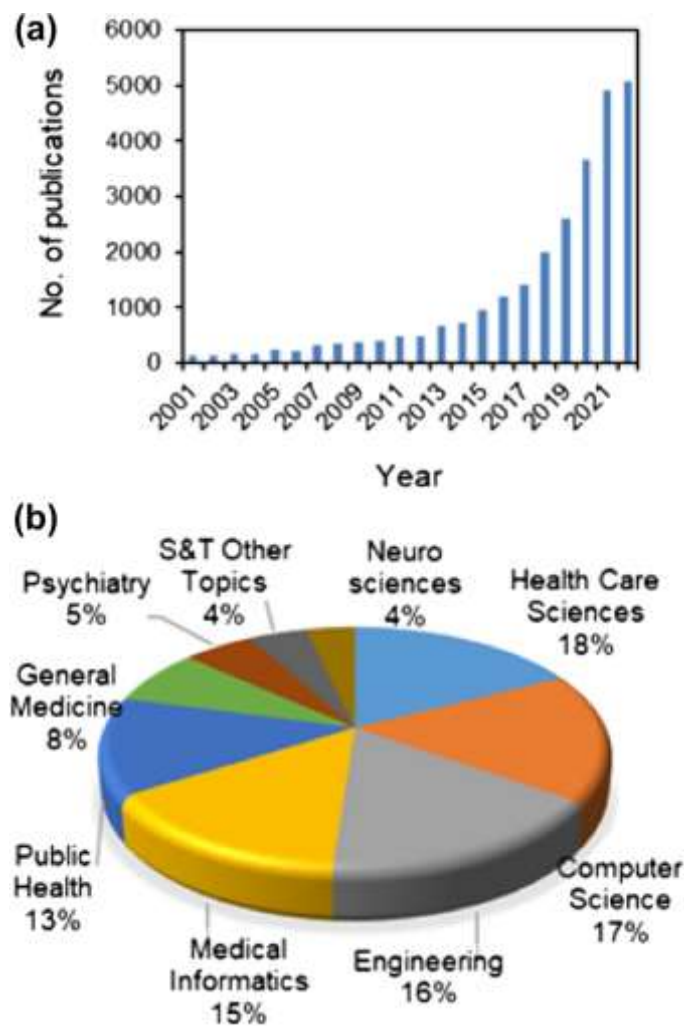 (a)
6000
5000
4000
3000
2000
1000
0
No. of publications
2001
2003
2005
2007
2009
2011
2013
2015
2017
2019
2021
Year
(b)
S&T Other
Topics
4%
Neuro
sciences
4%
Psychiatry
5%
Health Care
Sciences
18%
General
Medicine
8%
Public
Health
13%
Computer
Science
17%
Medical
Informatics
15%
Engineering
16%